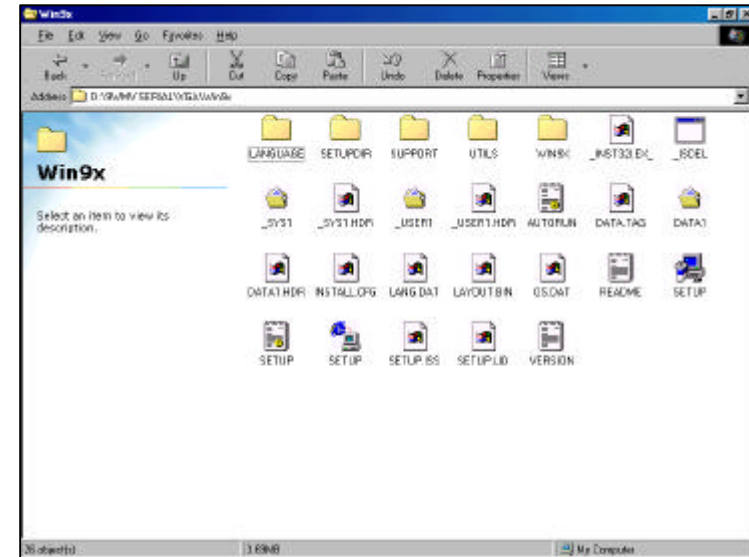 Win9x
File Edit View Go Favorites Help
Back Up Cut Copy Paste Undo Delete Properties Views
Address
Win9x
Select an item to view its
description.
LANGUAGE SETUPDIR SUPPORT UTILS WIN9X _INST32I.EX_ _ISDEL
_SYS1 _SYS1.HDR _USER1 _USER1.HDR AUTORUN DATA.TAG DATA1
DATA1.HDR INSTALL.CFG LANG.DAT LAYOUT.BIN OS.DAT README SETUP
SETUP SETUP SETUP.ISS SETUP.LID VERSION
26 object(s) 3.69MB My Computer